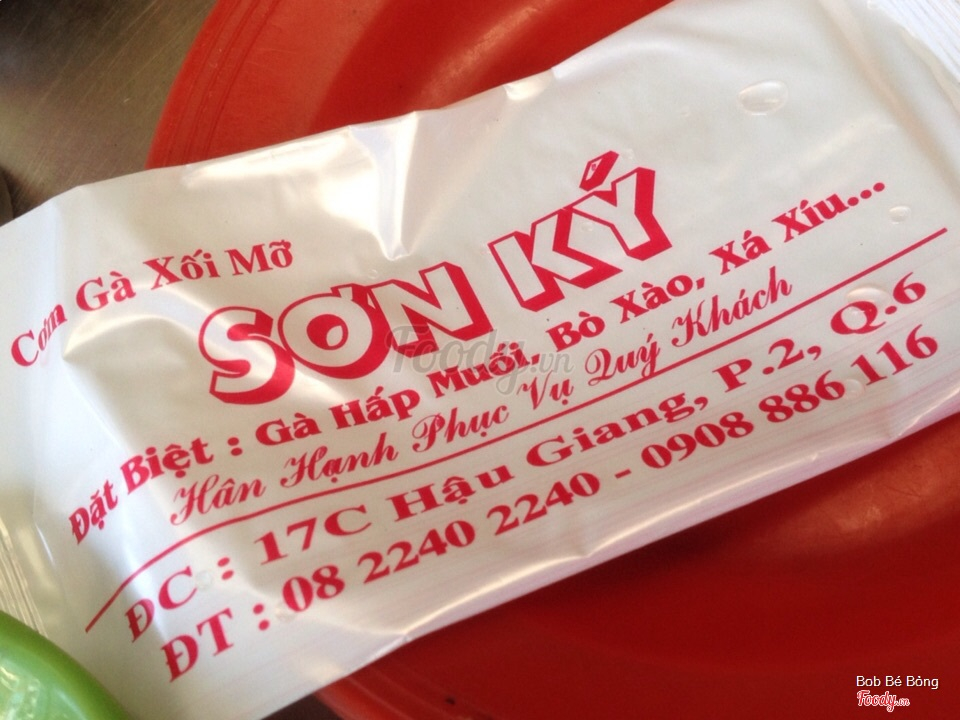 Cơm Gà Xối Mỡ
SƠN KÝ
Đặt Biệt : Gà Hấp Muối, Bò Xào, Xá Xíu...
Hân Hạnh Phục Vụ Quý Khách
ĐC : 17C Hậu Giang, P.2, Q.6
ĐT : 08 2240 2240 - 0908 886 116
Foody.vn
Bob Bé Bỏng
Foody.vn